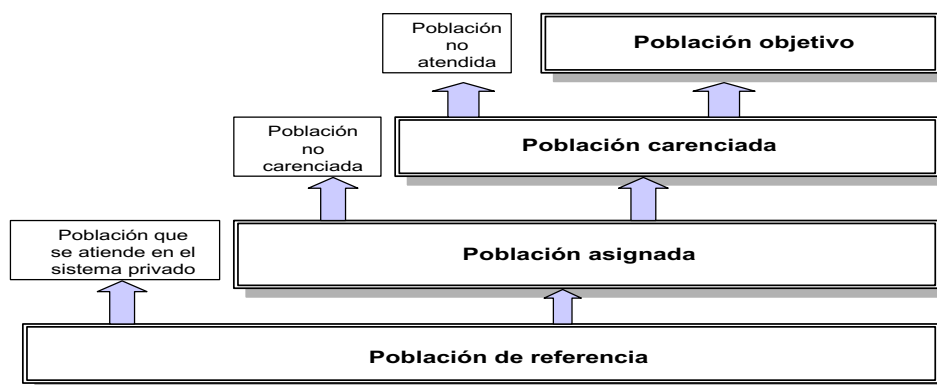 Población
no
atendida
Población objetivo
Población
no
carenciada
Población carenciada
Población que
se atiende en el
sistema privado
Población asignada
Población de referencia